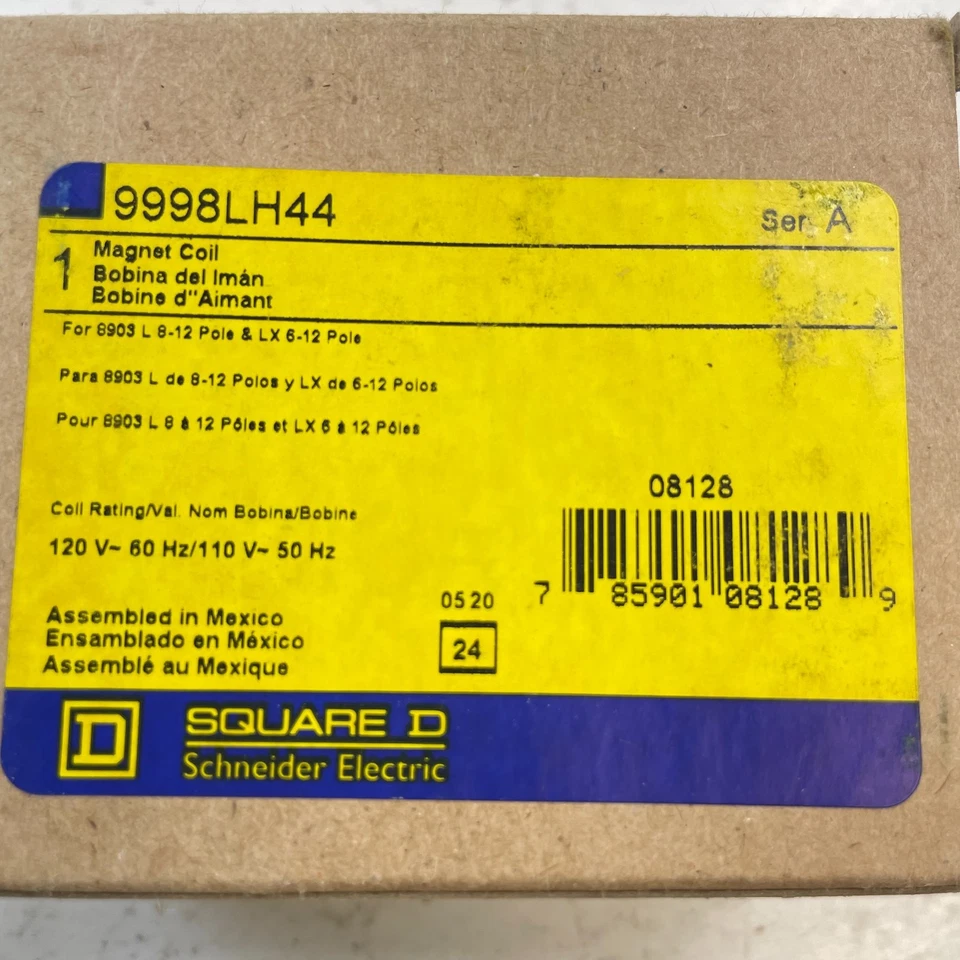 9998LH44
Ser. A
1
Magnet Coil
Bobina del Imán
Bobine d"Aimant
For 8903 L 8-12 Pole & LX 6-12 Pole
Para 8903 L de 8-12 Polos y LX de 6-12 Polos
Pour 8903 L 8 à 12 Pôles et LX 6 à 12 Pôles
08128
Coil Rating/Val. Nom Bobina/Bobine
120 V~ 60 Hz/110 V~ 50 Hz
7 85901 08128 9
0520
24
Assembled in Mexico
Ensamblado en México
Assemblé au Mexique
D
SQUARE D
Schneider Electric